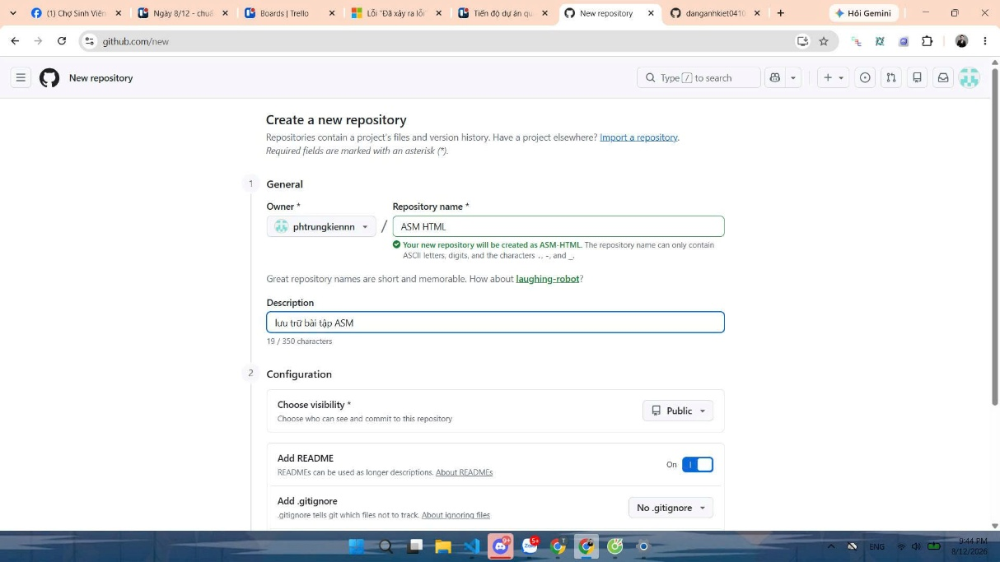 (1) Chợ Sinh Viên
Ngày 8/12 - chuẩ
Boards | Trello
Lỗi "Đã xảy ra lỗi
Tiến độ dự án qu
New repository
danganhkiet0410
Hỏi Gemini
github.com/new
New repository
Type / to search
Create a new repository
Repositories contain a project's files and version history. Have a project elsewhere? Import a repository.
Required fields are marked with an asterisk (*).
1 General
Owner * Repository name *
phtrungkiennn / ASM HTML
Your new repository will be created as ASM-HTML. The repository name can only contain
ASCII letters, digits, and the characters ., -, and _.
Great repository names are short and memorable. How about laughing-robot?
Description
lưu trữ bài tập ASM
19 / 350 characters
2 Configuration
Choose visibility *
Choose who can see and commit to this repository
Public
Add README
READMEs can be used as longer descriptions. About READMEs
On
Add .gitignore
.gitignore tells git which files not to track. About ignoring files
No .gitignore
9+
Zalo
5+
ENG
9:44 PM
8/12/2026